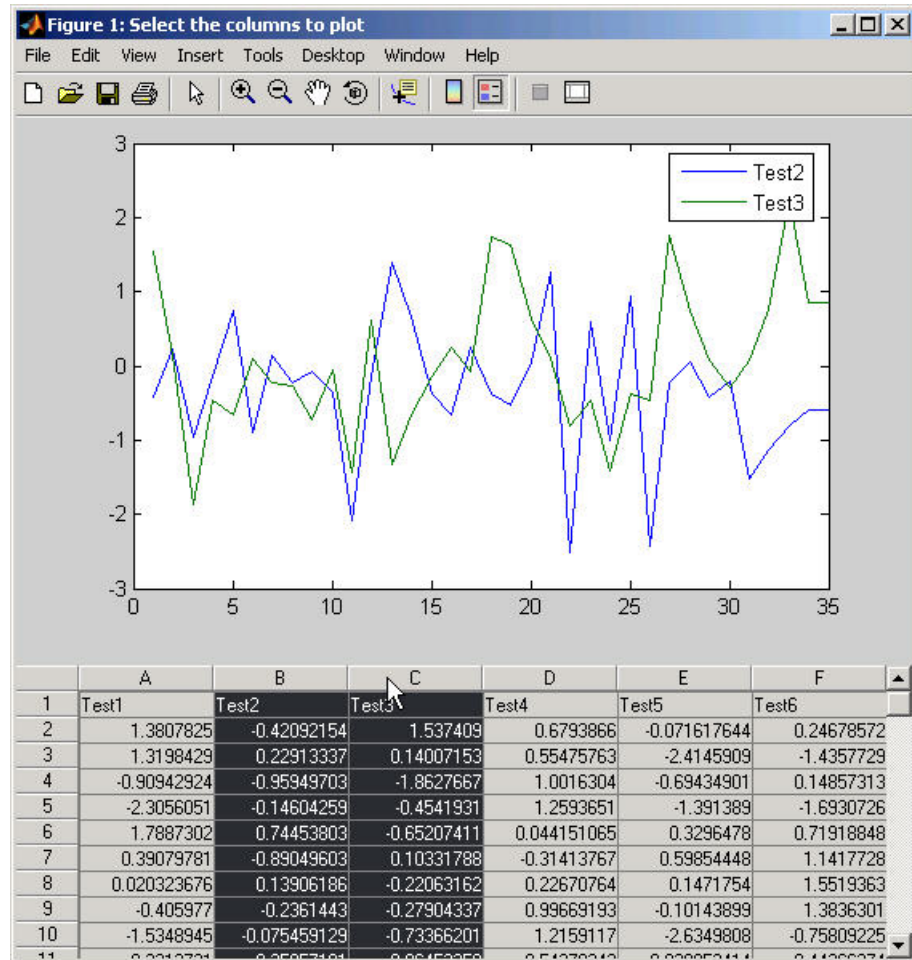 Figure 1: Select the columns to plot
File Edit View Insert Tools Desktop Window Help
Test2
Test3
3
2
1
0
-1
-2
-3
0 5 10 15 20 25 30 35
A B C D E F
1 Test1 Test2 Test3 Test4 Test5 Test6
2 1.3807825 -0.42092154 1.537409 0.6793866 -0.071617644 0.24678572
3 1.3198429 0.22913337 0.14007153 0.55475763 -2.4145909 -1.4357729
4 -0.90942924 -0.95949703 -1.8627667 1.0016304 -0.69434901 0.14857313
5 -2.3056051 -0.14604259 -0.4541931 1.2593651 -1.391389 -1.6930726
6 1.7887302 0.74453803 -0.65207411 0.044151065 0.3296478 0.71918848
7 0.39079781 -0.89049603 0.10331788 -0.31413767 0.59854448 1.1417728
8 0.020323676 0.13906186 -0.22063162 0.22670764 0.1471754 1.5519363
9 -0.405977 -0.2361443 -0.27904337 0.99669193 -0.10143899 1.3836301
10 -1.5348945 -0.075459129 -0.73366201 1.2159117 -2.6349808 -0.75809225
11